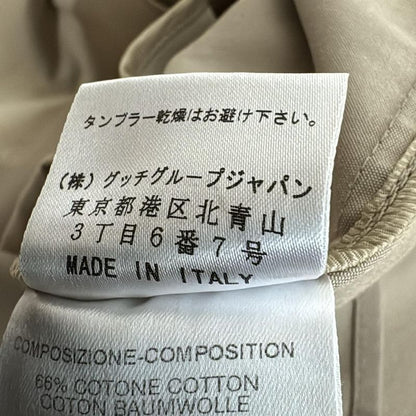 タンブラー乾燥はお避け下さい。
(株) グッチグループジャパン
東京都港区北青山
3丁目6番7号
MADE IN ITALY
COMPOSIZIONE-COMPOSITION
66% COTONE COTTON
COTON BAUMWOLLE